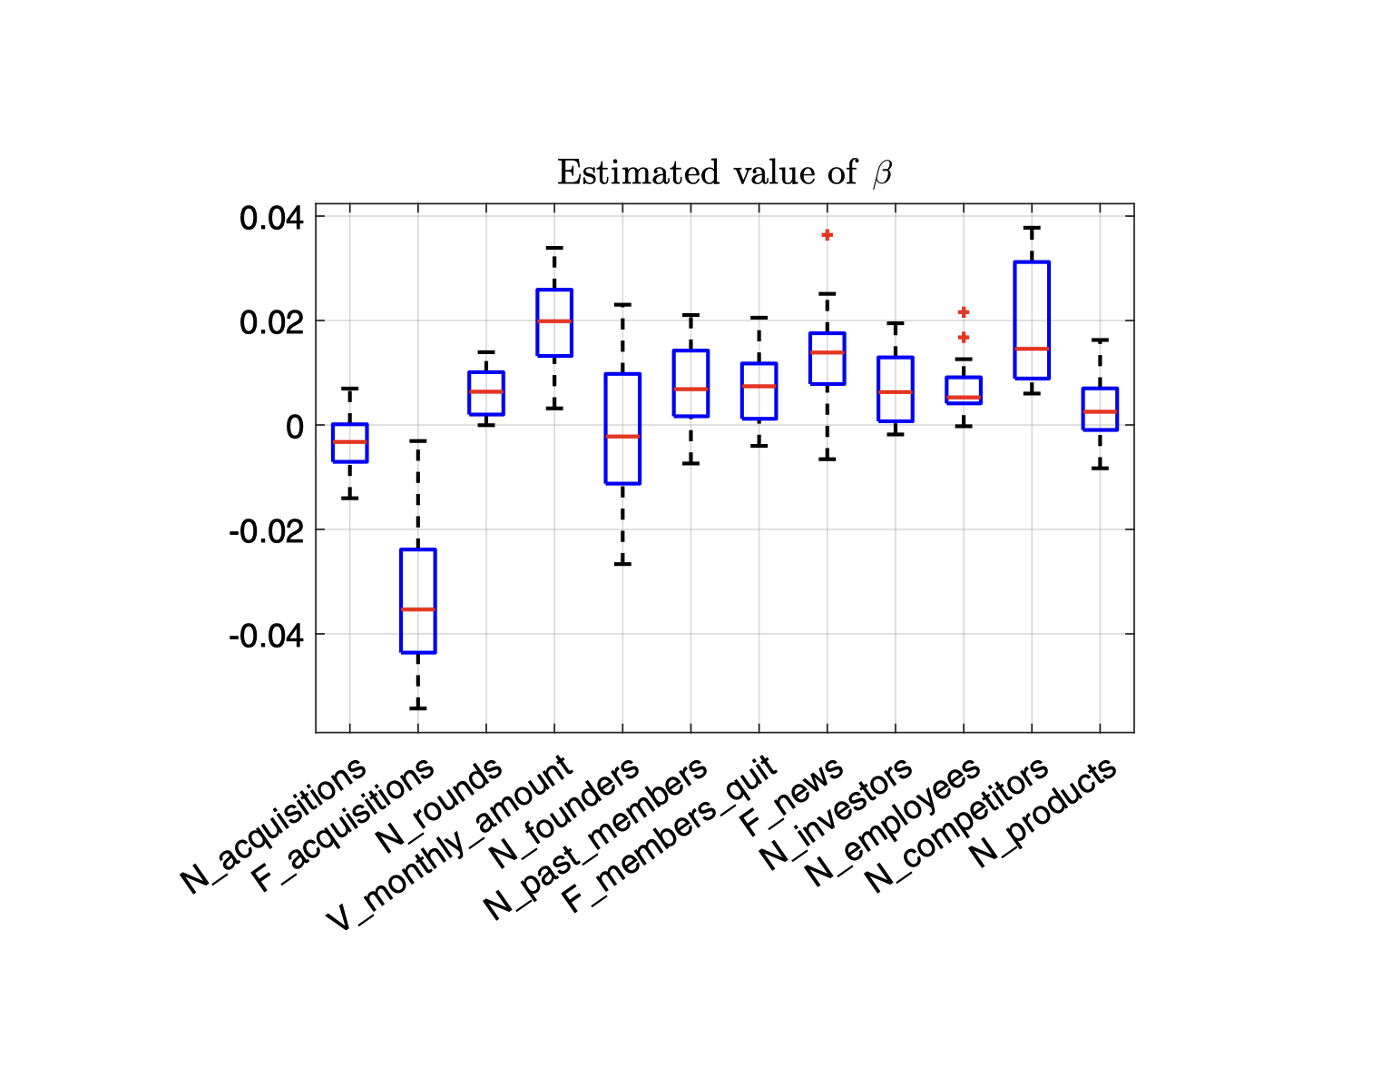 Estimated value of β
0.04
0.02
0
-0.02
-0.04
N_acquisitions
F_acquisitions
N_rounds
V_monthly_amount
N_founders
N_past_members
F_members_quit
F_news
N_investors
N_employees
N_competitors
N_products